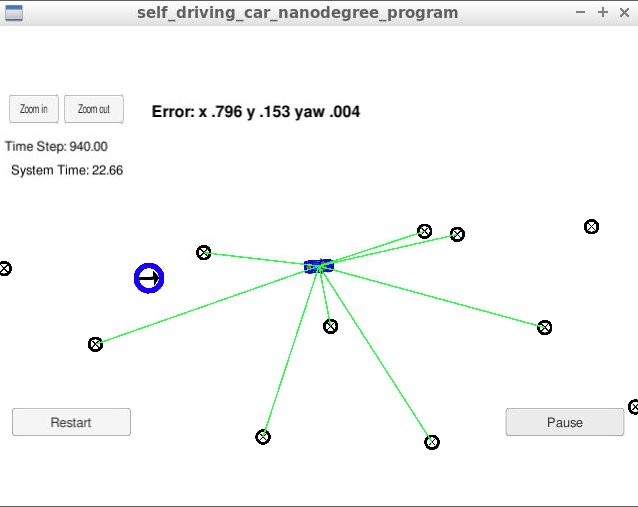 self_driving_car_nanodegree_program
Zoom in Zoom out
Error: x .796 y .153 yaw .004
Time Step: 940.00
System Time: 22.66
Restart
Pause